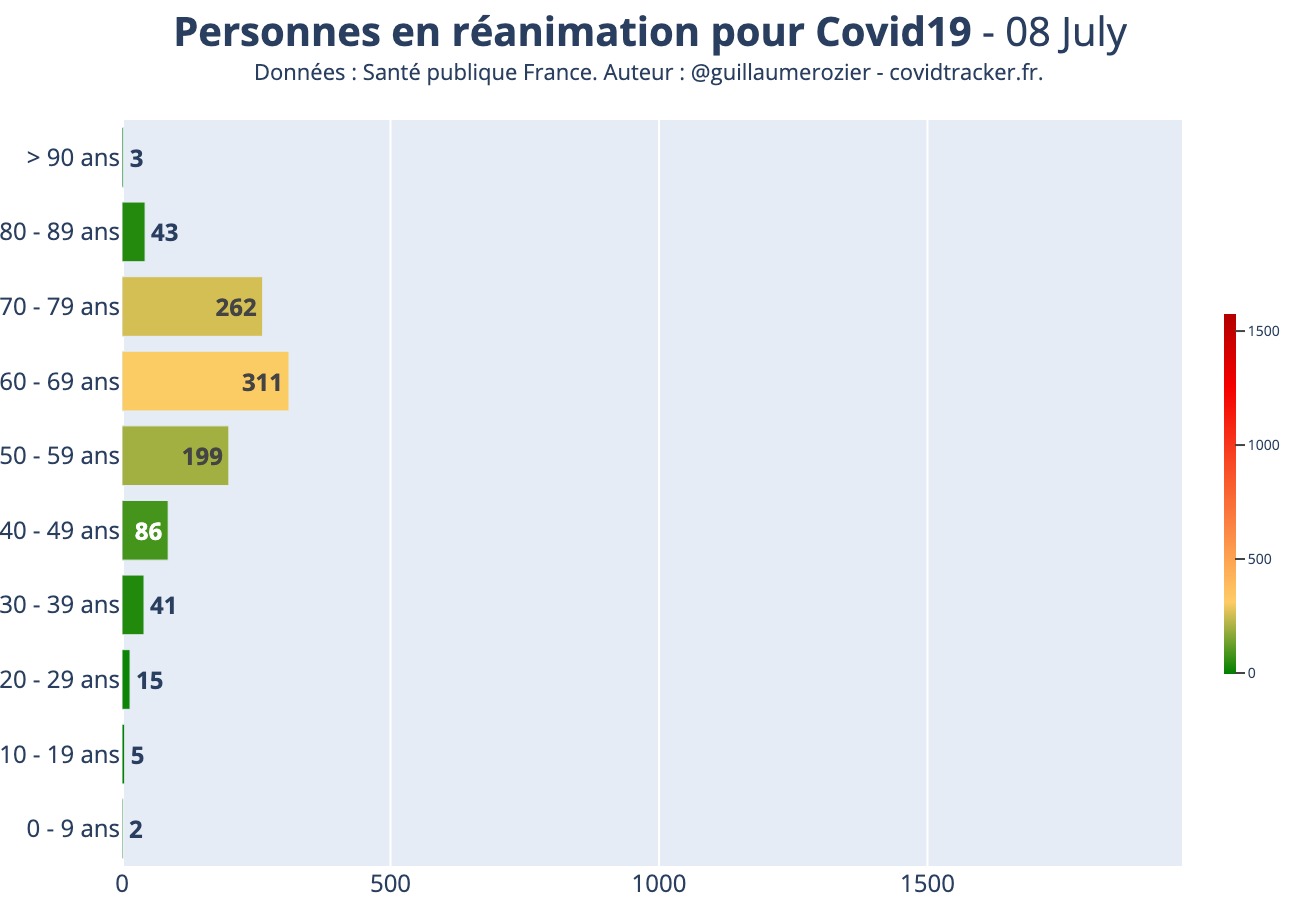 Personnes en réanimation pour Covid19 - 08 July
Données : Santé publique France. Auteur : @guillaumerozier - covidtracker.fr.
> 90 ans 3
80 - 89 ans 43
70 - 79 ans 262
60 - 69 ans 311
50 - 59 ans 199
40 - 49 ans 86
30 - 39 ans 41
20 - 29 ans 15
10 - 19 ans 5
0 - 9 ans 2
0 500 1000 1500
1500
1000
500
0